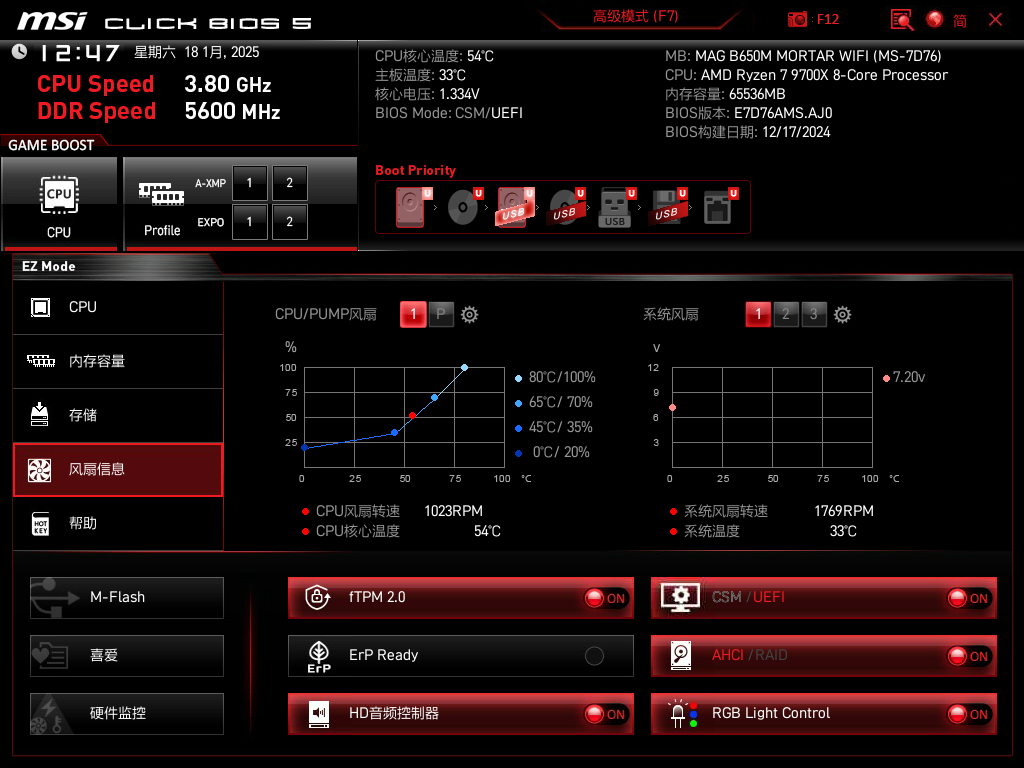 msi CLICK BIOS 5
高级模式 (F7)
F12
简
12:47 星期六 18 1月, 2025
CPU Speed 3.80 GHz
DDR Speed 5600 MHz
CPU核心温度: 54℃
主板温度: 33℃
核心电压: 1.334V
BIOS Mode: CSM/UEFI
MB: MAG B650M MORTAR WIFI (MS-7D76)
CPU: AMD Ryzen 7 9700X 8-Core Processor
内存容量: 65536MB
BIOS版本: E7D76AMS.AJ0
BIOS构建日期: 12/17/2024
GAME BOOST
CPU
CPU
Profile
A-XMP 1 2
EXPO 1 2
Boot Priority
U U U U U U U
USB USB USB USB
EZ Mode
CPU
内存容量
存储
风扇信息
HOT KEY 帮助
CPU/PUMP风扇 1 P
%
100
75
50
25
0 25 50 75 100 ℃
80℃/100%
65℃/ 70%
45℃/ 35%
0℃/ 20%
CPU风扇转速 1023RPM
CPU核心温度 54℃
系统风扇 1 2 3
V
12
9
6
3
0 25 50 75 100 ℃
7.20v
系统风扇转速 1769RPM
系统温度 33℃
M-Flash
喜爱
硬件监控
fTPM 2.0 ON
ErP ErP Ready
HD音频控制器 ON
CSM /UEFI ON
AHCI /RAID ON
RGB Light Control ON